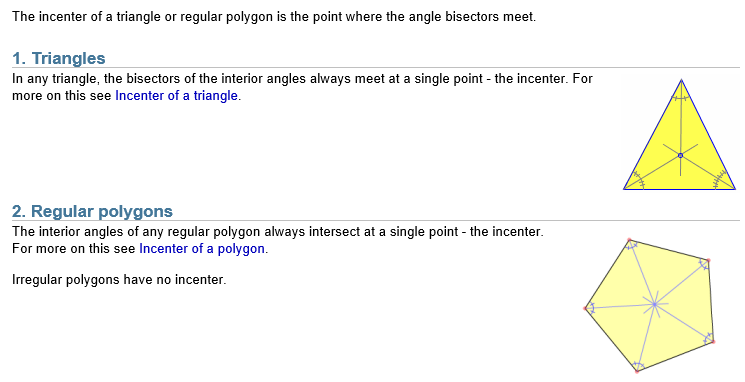 The incenter of a triangle or regular polygon is the point where the angle bisectors meet.
1. Triangles
In any triangle, the bisectors of the interior angles always meet at a single point - the incenter. For
more on this see Incenter of a triangle.
2. Regular polygons
The interior angles of any regular polygon always intersect at a single point - the incenter.
For more on this see Incenter of a polygon.
Irregular polygons have no incenter.